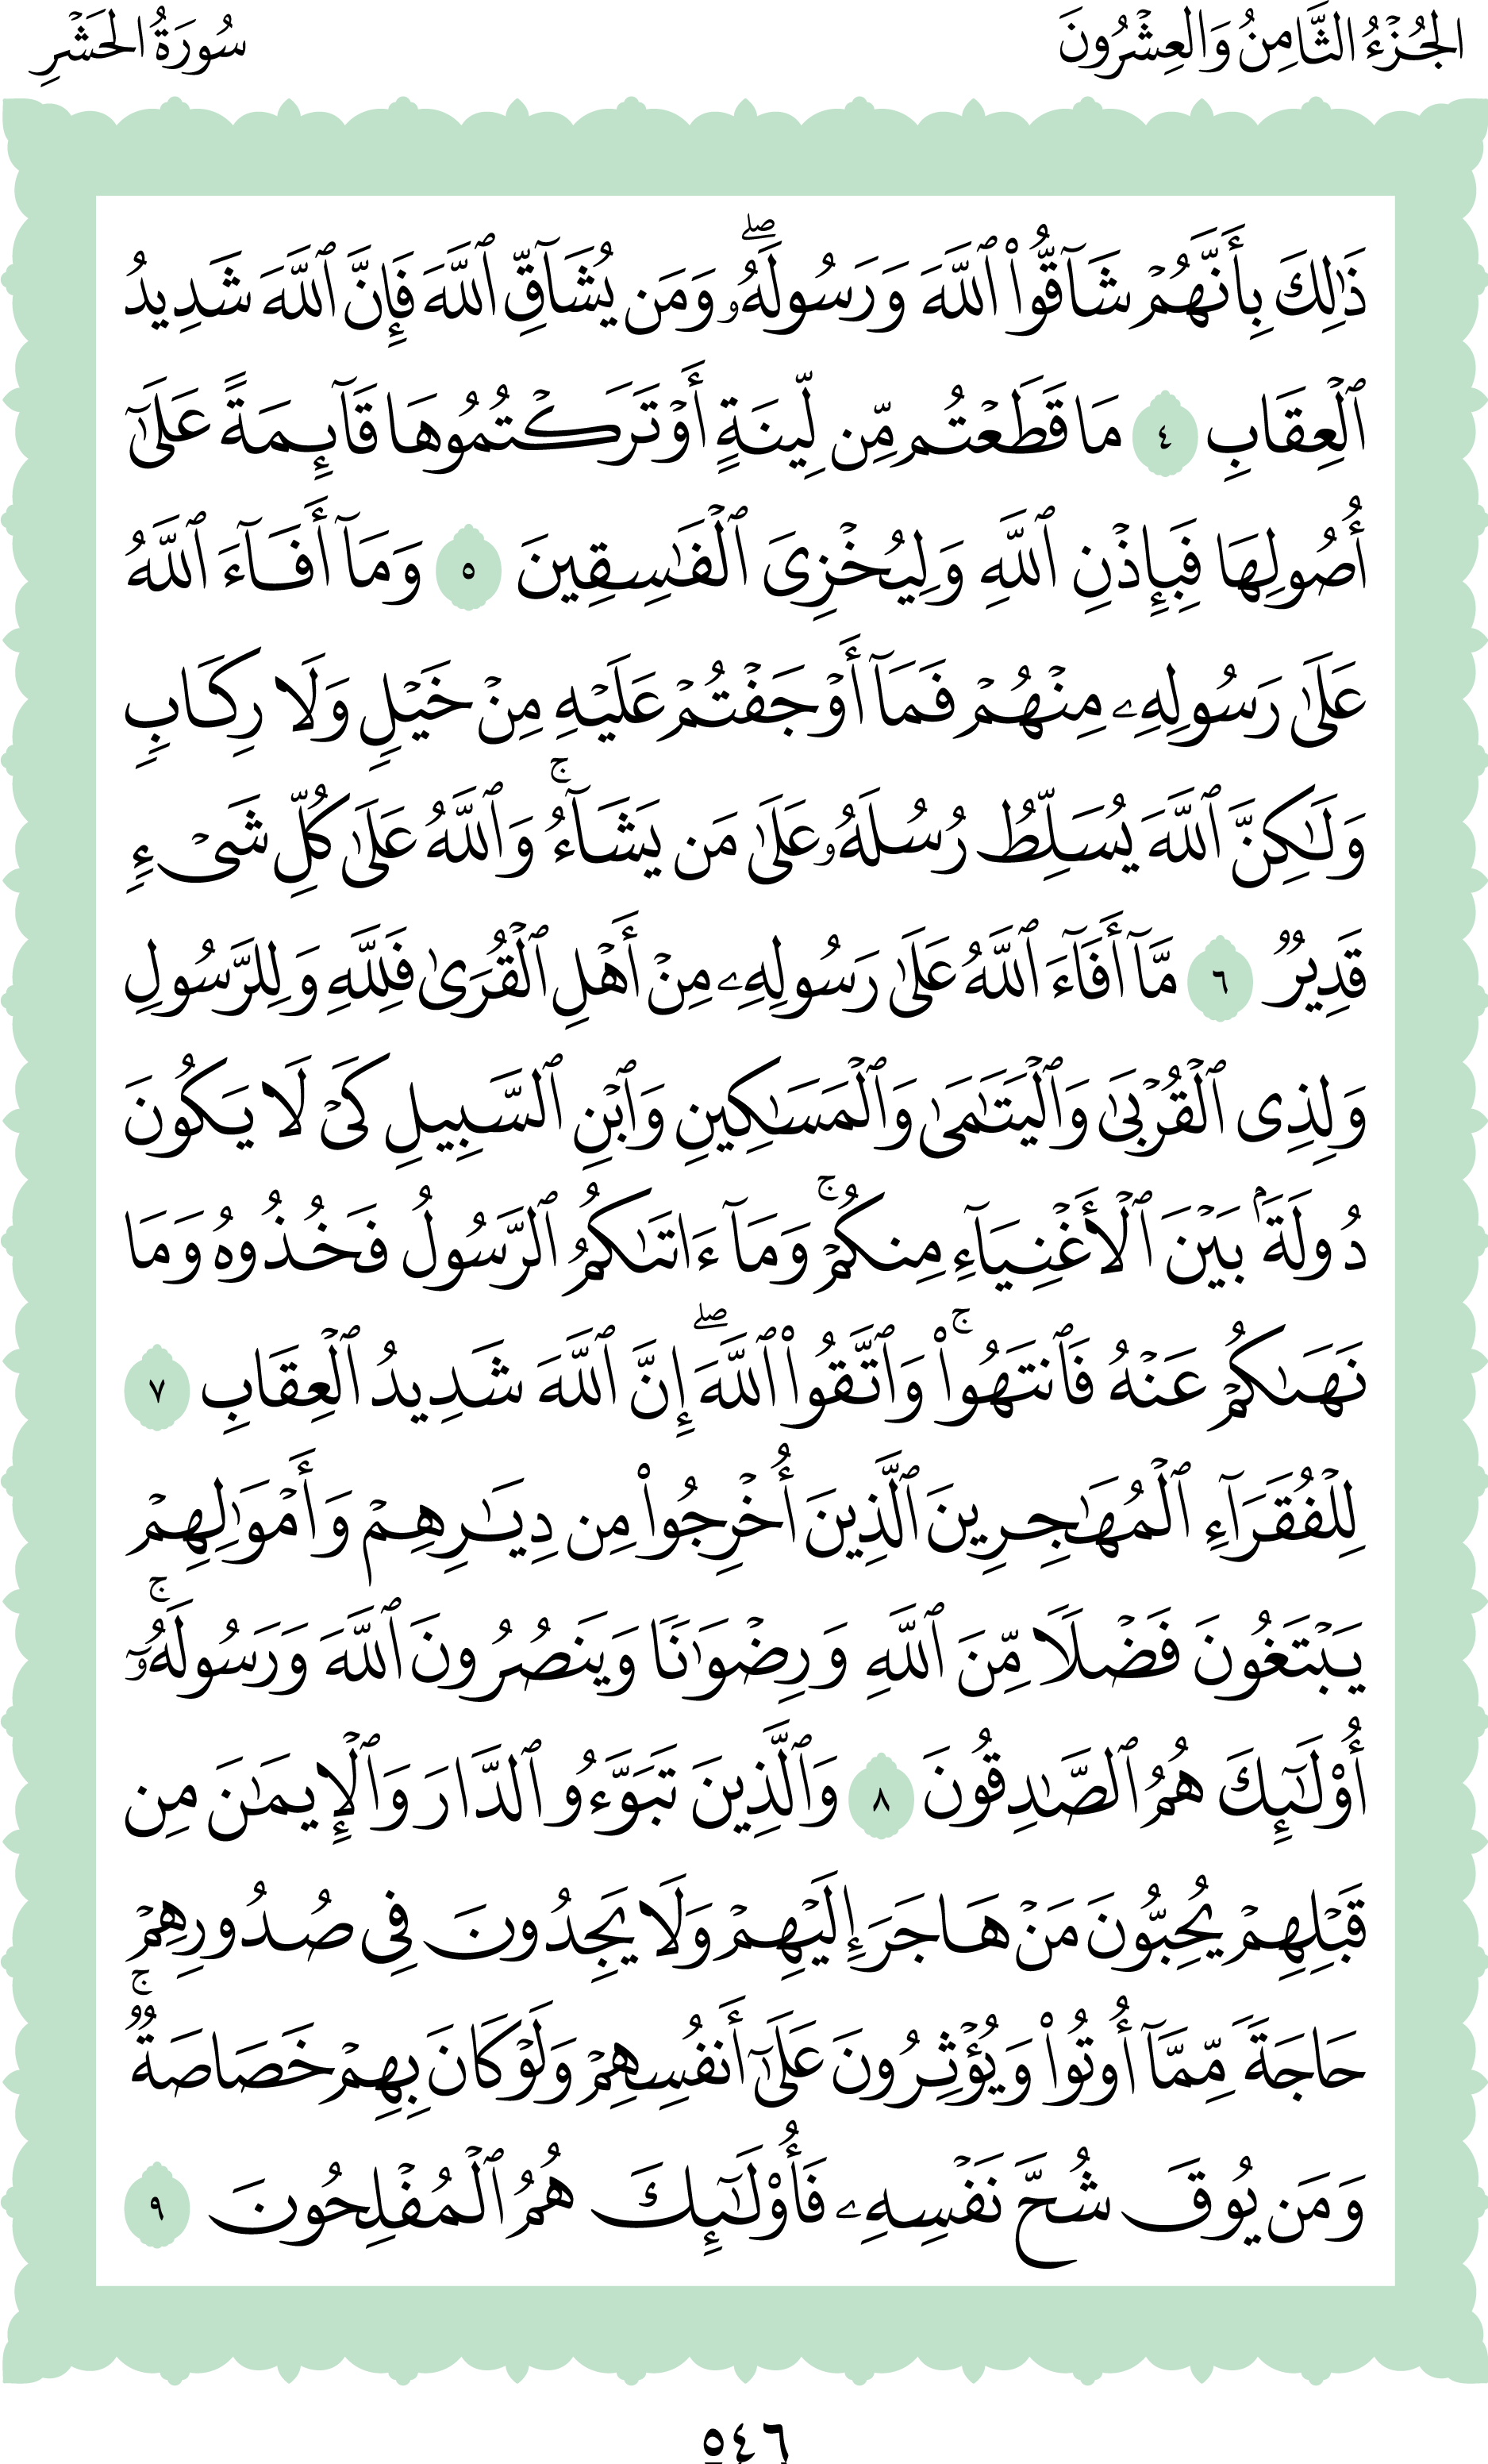 الجُزْءُ الثَّامِنُ وَالعِشْرُونَ
سُورَةُ الحَشْرِ
ذَٰلِكَ بِأَنَّهُمْ شَآقُّوا۟ ٱللَّهَ وَرَسُولَهُۥ ۖ وَمَن يُشَآقِّ ٱللَّهَ فَإِنَّ ٱللَّهَ شَدِيدُ
ٱلْعِقَابِ ٤ مَا قَطَعْتُم مِّن لِّينَةٍ أَوْ تَرَكْتُمُوهَا قَآئِمَةً عَلَىٰٓ
أُصُولِهَا فَبِإِذْنِ ٱللَّهِ وَلِيُخْزِىَ ٱلْفَٰسِقِينَ ٥ وَمَآ أَفَآءَ ٱللَّهُ
عَلَىٰ رَسُولِهِۦ مِنْهُمْ فَمَآ أَوْجَفْتُمْ عَلَيْهِ مِنْ خَيْلٍ وَلَا رِكَابٍ
وَلَٰكِنَّ ٱللَّهَ يُسَلِّطُ رُسُلَهُۥ عَلَىٰ مَن يَشَآءُ ۚ وَٱللَّهُ عَلَىٰ كُلِّ شَىْءٍ
قَدِيرٌ ٦ مَّآ أَفَآءَ ٱللَّهُ عَلَىٰ رَسُولِهِۦ مِنْ أَهْلِ ٱلْقُرَىٰ فَلِلَّهِ وَلِلرَّسُولِ
وَلِذِى ٱلْقُرْبَىٰ وَٱلْيَتَٰمَىٰ وَٱلْمَسَٰكِينِ وَٱبْنِ ٱلسَّبِيلِ كَىْ لَا يَكُونَ
دُولَةًۢ بَيْنَ ٱلْأَغْنِيَآءِ مِنكُمْ ۚ وَمَآ ءَاتَىٰكُمُ ٱلرَّسُولُ فَخُذُوهُ وَمَا
نَهَىٰكُمْ عَنْهُ فَٱنتَهُوا۟ ۚ وَٱتَّقُوا۟ ٱللَّهَ ۖ إِنَّ ٱللَّهَ شَدِيدُ ٱلْعِقَابِ ٧
لِلْفُقَرَآءِ ٱلْمُهَٰجِرِينَ ٱلَّذِينَ أُخْرِجُوا۟ مِن دِيَٰرِهِمْ وَأَمْوَٰلِهِمْ
يَبْتَغُونَ فَضْلًا مِّنَ ٱللَّهِ وَرِضْوَٰنًا وَيَنصُرُونَ ٱللَّهَ وَرَسُولَهُۥٓ ۚ
أُو۟لَٰٓئِكَ هُمُ ٱلصَّٰدِقُونَ ٨ وَٱلَّذِينَ تَبَوَّءُو ٱلدَّارَ وَٱلْإِيمَٰنَ مِن
قَبْلِهِمْ يُحِبُّونَ مَنْ هَاجَرَ إِلَيْهِمْ وَلَا يَجِدُونَ فِى صُدُورِهِمْ
حَاجَةً مِّمَّآ أُوتُوا۟ وَيُؤْثِرُونَ عَلَىٰٓ أَنفُسِهِمْ وَلَوْ كَانَ بِهِمْ خَصَاصَةٌ ۚ
وَمَن يُوقَ شُحَّ نَفْسِهِۦ فَأُو۟لَٰٓئِكَ هُمُ ٱلْمُفْلِحُونَ ٩
٥٤٦